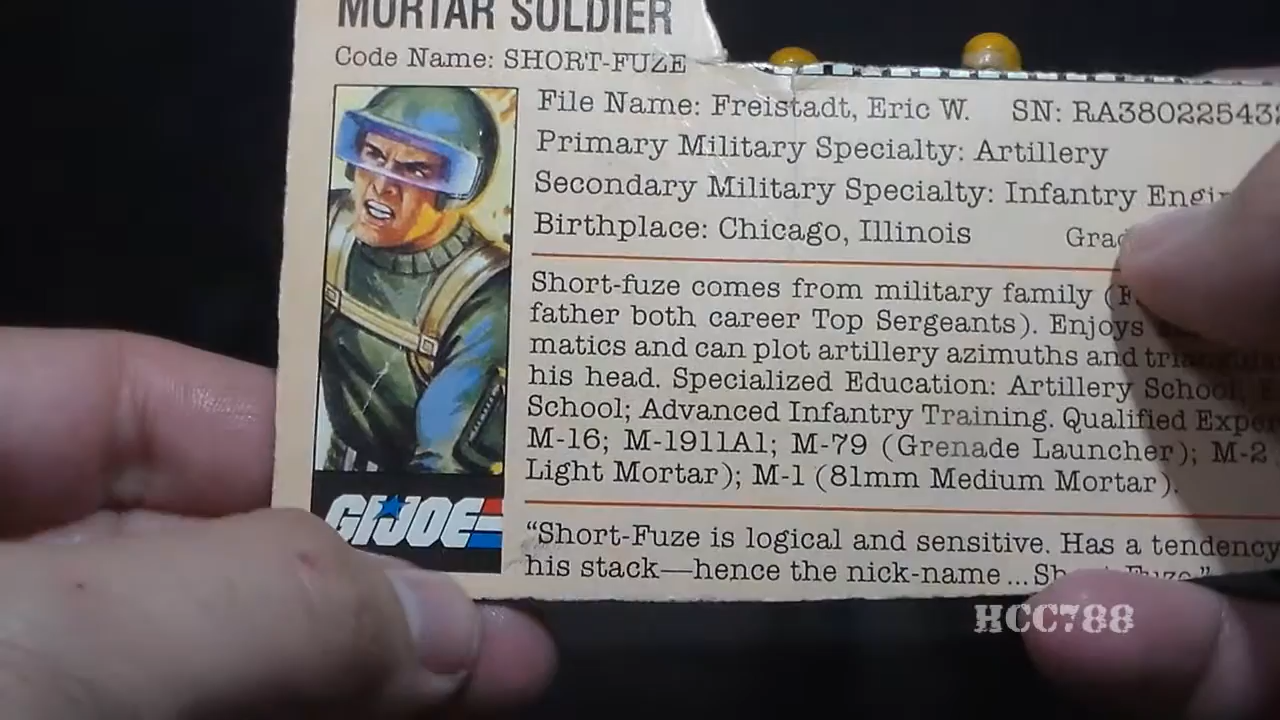 MORTAR SOLDIER
Code Name: SHORT-FUZE
File Name: Freistadt, Eric W. SN: RA38022543
Primary Military Specialty: Artillery
Secondary Military Specialty: Infantry
Birthplace: Chicago, Illinois
Short-fuze comes from military family
father both career Top Sergeants). Enjoys
matics and can plot artillery azimuths and
his head. Specialized Education: Artillery School,
School; Advanced Infantry Training. Qualified
M-16; M-1911A1; M-79 (Grenade Launcher); M-2
Light Mortar); M-1 (81mm Medium Mortar).
GI JOE
“Short-Fuze is logical and sensitive. Has a tendency
his stack—hence the nick-name...
HCC788